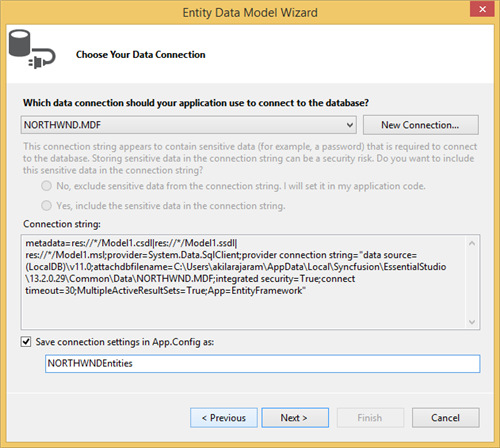 Entity Data Model Wizard
Choose Your Data Connection
Which data connection should your application use to connect to the database?
NORTHWND.MDF
New Connection...
This connection string appears to contain sensitive data (for example, a password) that is required to connect
to the database. Storing sensitive data in the connection string can be a security risk. Do you want to include
this sensitive data in the connection string?
No, exclude sensitive data from the connection string. I will set it in my application code.
Yes, include the sensitive data in the connection string.
Connection string:
metadata=res://*/Model1.csdl|res://*/Model1.ssdl|
res://*/Model1.msl;provider=System.Data.SqlClient;provider connection string="data source=
(LocalDB)\v11.0;attachdbfilename=C:\Users\akilarajaram\AppData\Local\Syncfusion\EssentialStudio
\13.2.0.29\Common\Data\NORTHWND.MDF;integrated security=True;connect
timeout=30;MultipleActiveResultSets=True;App=EntityFramework"
Save connection settings in App.Config as:
NORTHWNDEntities
< Previous
Next >
Finish
Cancel